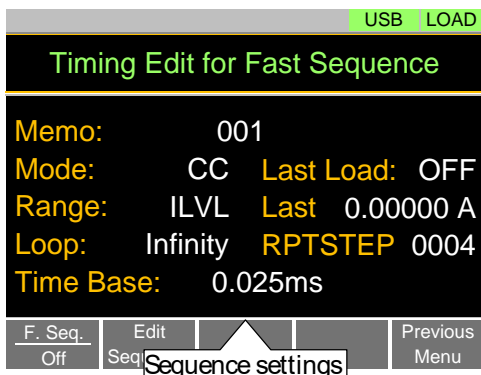 USB LOAD
Timing Edit for Fast Sequence
Memo: 001
Mode: CC Last Load: OFF
Range: ILVL Last 0.00000 A
Loop: Infinity RPTSTEP 0004
Time Base: 0.025ms
F. Seq. Edit Previous
Off Menu
Sequence settings